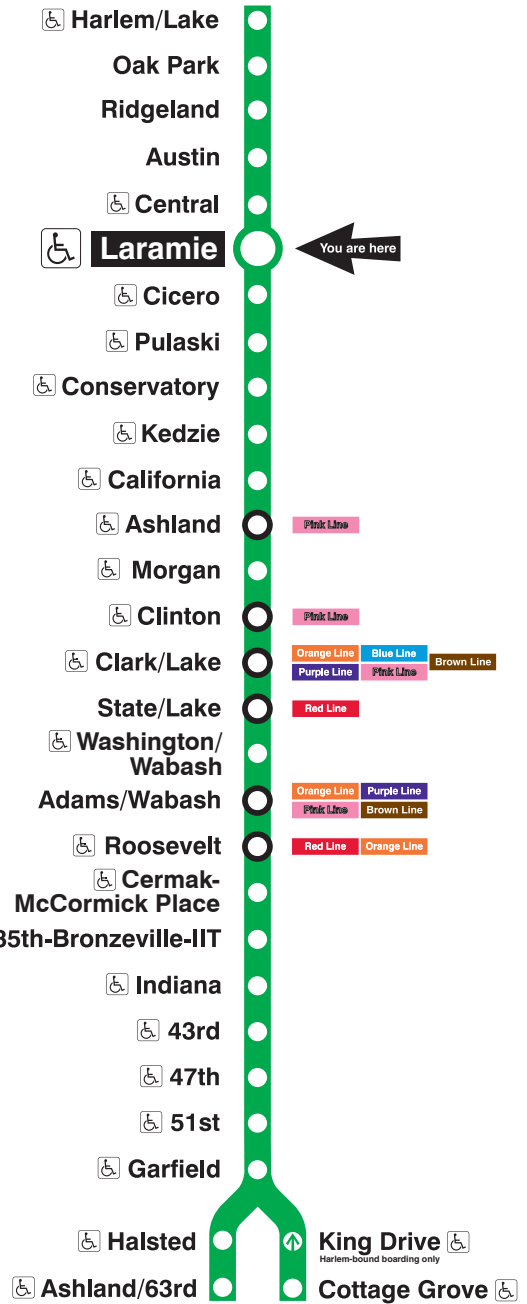 Harlem/Lake
Oak Park
Ridgeland
Austin
Central
Laramie
You are here
Cicero
Pulaski
Conservatory
Kedzie
California
Ashland
Pink Line
Morgan
Clinton
Pink Line
Clark/Lake
Orange Line
Blue Line
Brown Line
Purple Line
Pink Line
State/Lake
Red Line
Washington/
Wabash
Adams/Wabash
Orange Line
Purple Line
Pink Line
Brown Line
Roosevelt
Red Line
Orange Line
Cermak-
McCormick Place
35th-Bronzeville-IIT
Indiana
43rd
47th
51st
Garfield
Halsted
King Drive
Harlem-bound boarding only
Ashland/63rd
Cottage Grove